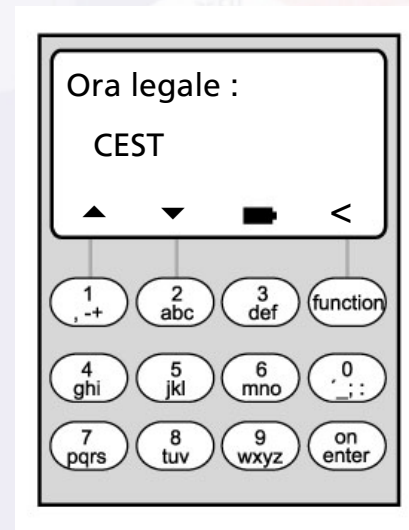 Ora legale :
CEST
<
1 2 3 function
, -+ abc def
4 5 6 0
ghi jkl mno ´_; :
7 8 9 on
pqrs tuv wxyz enter